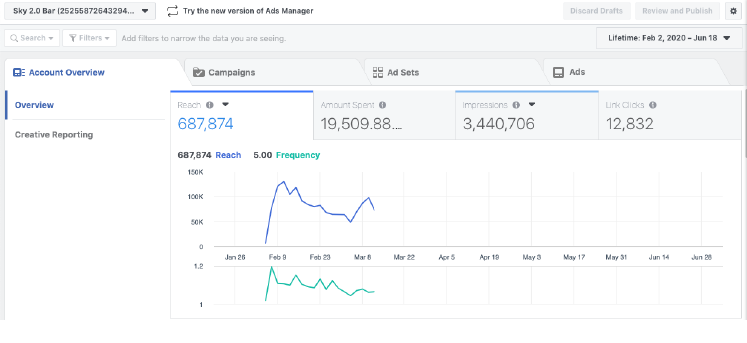 Sky 2.0 Bar (25255872643294...
Try the new version of Ads Manager
Discard Drafts
Review and Publish
Search
Filters
Add filters to narrow the data you are seeing.
Lifetime: Feb 2, 2020 – Jun 18
Account Overview
Campaigns
Ad Sets
Ads
Overview
Creative Reporting
Reach
687,874
Amount Spent
19,509.88...
Impressions
3,440,706
Link Clicks
12,832
687,874 Reach 5.00 Frequency
150K
100K
50K
0
Jan 26 Feb 9 Feb 23 Mar 8 Mar 22 Apr 5 Apr 19 May 3 May 17 May 31 Jun 14 Jun 28
1.2
1